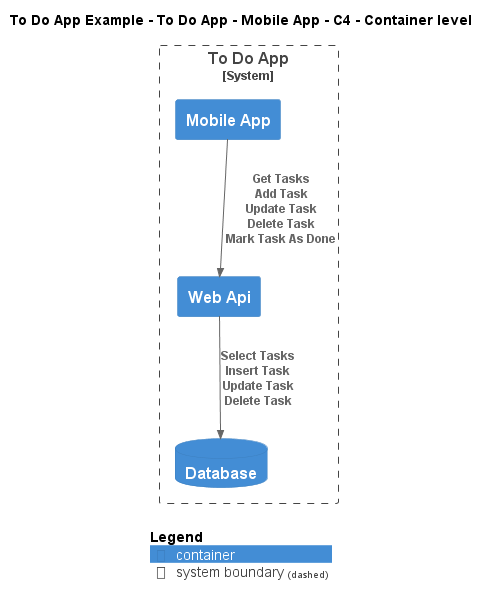 To Do App Example - To Do App - Mobile App - C4 - Container level
To Do App
[System]
Mobile App
Get Tasks
Add Task
Update Task
Delete Task
Mark Task As Done
Web Api
Select Tasks
Insert Task
Update Task
Delete Task
Database
Legend
container
system boundary (dashed)